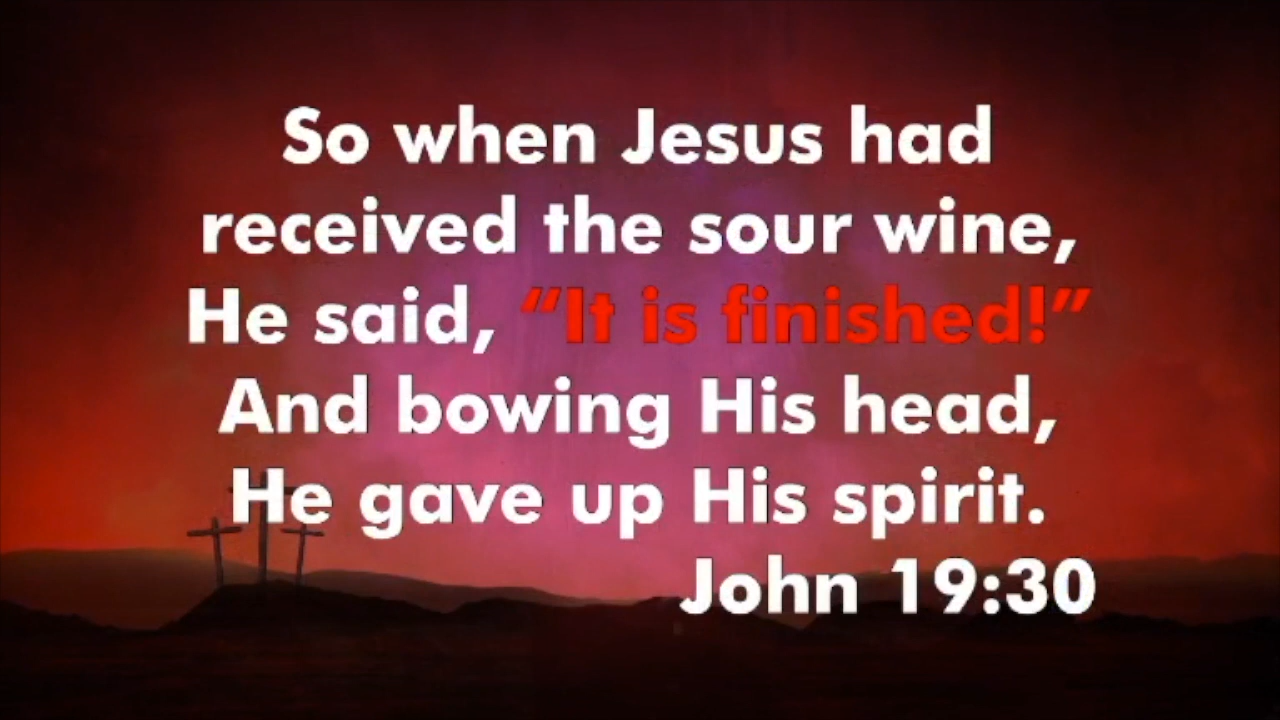 So when Jesus had
received the sour wine,
He said, “It is finished!”
And bowing His head,
He gave up His spirit.
John 19:30